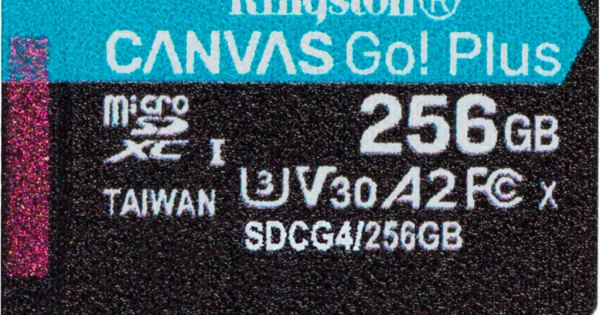 Kingston®
CANVAS Go! Plus
micro
SD
XC I
256GB
TAIWAN
U3 V30 A2 FC X
SDCG4/256GB